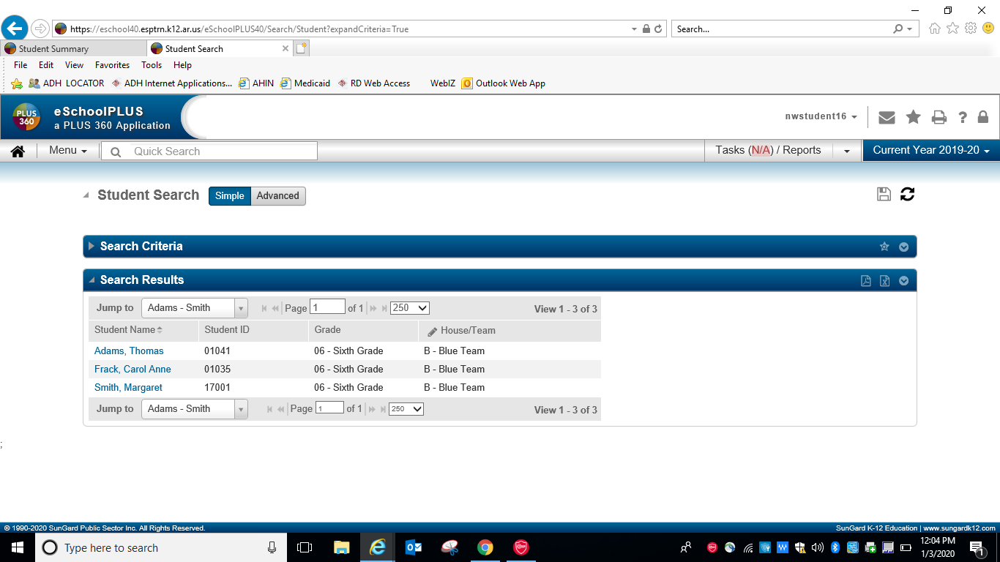 https://eschool40.esptrn.k12.ar.us/eSchoolPLUS40/Search/Student?expandCriteria=True
Search...
Student Summary
Student Search
File Edit View Favorites Tools Help
ADH LOCATOR ADH Internet Applications... AHIN Medicaid RD Web Access WebIZ Outlook Web App
PLUS 360
eSchoolPLUS
a PLUS 360 Application
nwstudent16
Menu
Quick Search
Tasks (N/A) / Reports
Current Year 2019-20
Student Search Simple Advanced
Search Criteria
Search Results
Jump to Adams - Smith Page 1 of 1 250 View 1 - 3 of 3
Student Name Student ID Grade House/Team
Adams, Thomas 01041 06 - Sixth Grade B - Blue Team
Frack, Carol Anne 01035 06 - Sixth Grade B - Blue Team
Smith, Margaret 17001 06 - Sixth Grade B - Blue Team
Jump to Adams - Smith Page 1 of 1 250 View 1 - 3 of 3
;
© 1990-2020 SunGard Public Sector Inc. All Rights Reserved.
SunGard K-12 Education | www.sungardk12.com
Type here to search
12:04 PM
1/3/2020
1